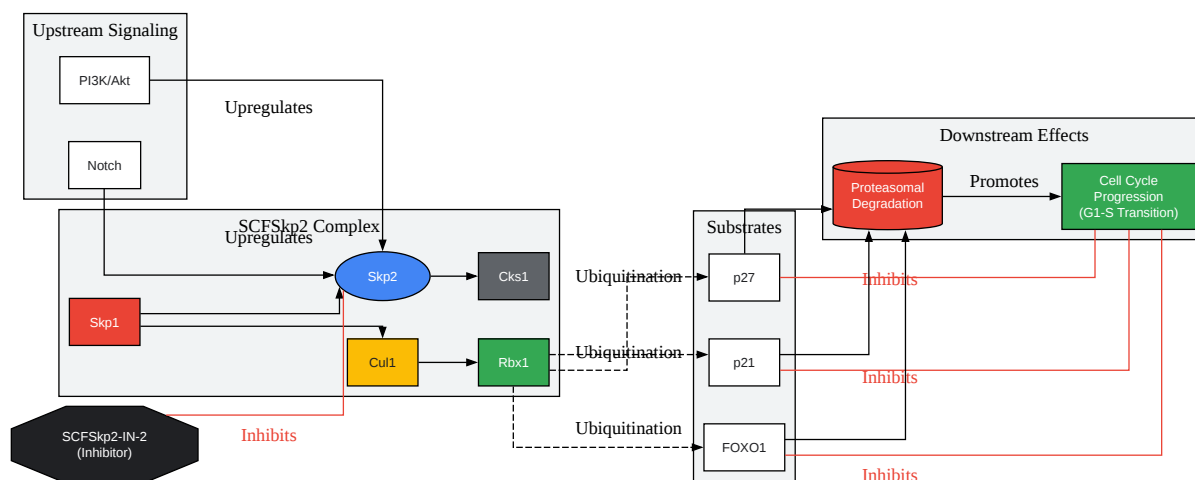 Upstream Signaling
PI3K/Akt
Upregulates
Notch
Downstream Effects
Proteasomal
Degradation
Promotes
Cell Cycle
Progression
(G1-S Transition)
SCFSkp2 Complex
Upregulates
Substrates
Skp2
Cks1
Ubiquitination
p27
Inhibits
Skp1
Cul1
Rbx1
Ubiquitination
p21
Inhibits
SCFSkp2-IN-2
(Inhibitor)
Inhibits
Ubiquitination
FOXO1
Inhibits